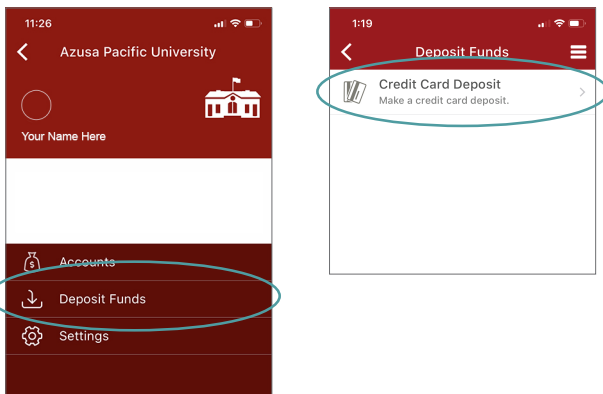 11:26
Azusa Pacific University
Your Name Here
$
Accounts
Deposit Funds
Settings
1:19
Deposit Funds
Credit Card Deposit
Make a credit card deposit.